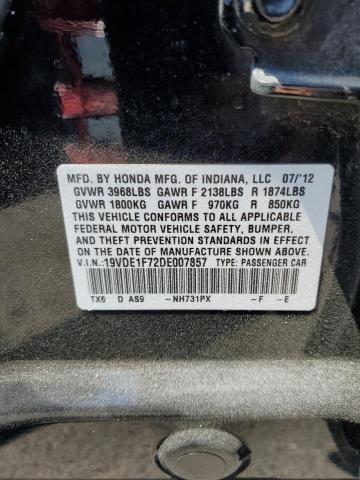 MFD. BY HONDA MFG. OF INDIANA, LLC 07/'12
GVWR 3968LBS GAWR F 2138LBS R 1874LBS
GVWR 1800KG GAWR F 970KG R 850KG
THIS VEHICLE CONFORMS TO ALL APPLICABLE
FEDERAL MOTOR VEHICLE SAFETY, BUMPER,
AND THEFT PREVENTION STANDARDS IN EFFECT
ON THE DATE OF MANUFACTURE SHOWN ABOVE.
V.I.N.:19VDE1F72DE007857 TYPE: PASSENGER CAR
TX6 D AS9 -NH731PX -F -E